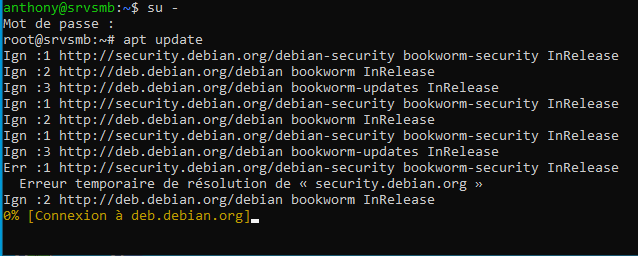 anthony@srvsmb:~$ su -
Mot de passe :
root@srvsmb:~# apt update
Ign :1 http://security.debian.org/debian-security bookworm-security InRelease
Ign :2 http://deb.debian.org/debian bookworm InRelease
Ign :3 http://deb.debian.org/debian bookworm-updates InRelease
Ign :1 http://security.debian.org/debian-security bookworm-security InRelease
Ign :2 http://deb.debian.org/debian bookworm InRelease
Ign :1 http://security.debian.org/debian-security bookworm-security InRelease
Ign :3 http://deb.debian.org/debian bookworm-updates InRelease
Err :1 http://security.debian.org/debian-security bookworm-security InRelease
  Erreur temporaire de résolution de « security.debian.org »
Ign :2 http://deb.debian.org/debian bookworm InRelease
0% [Connexion à deb.debian.org]